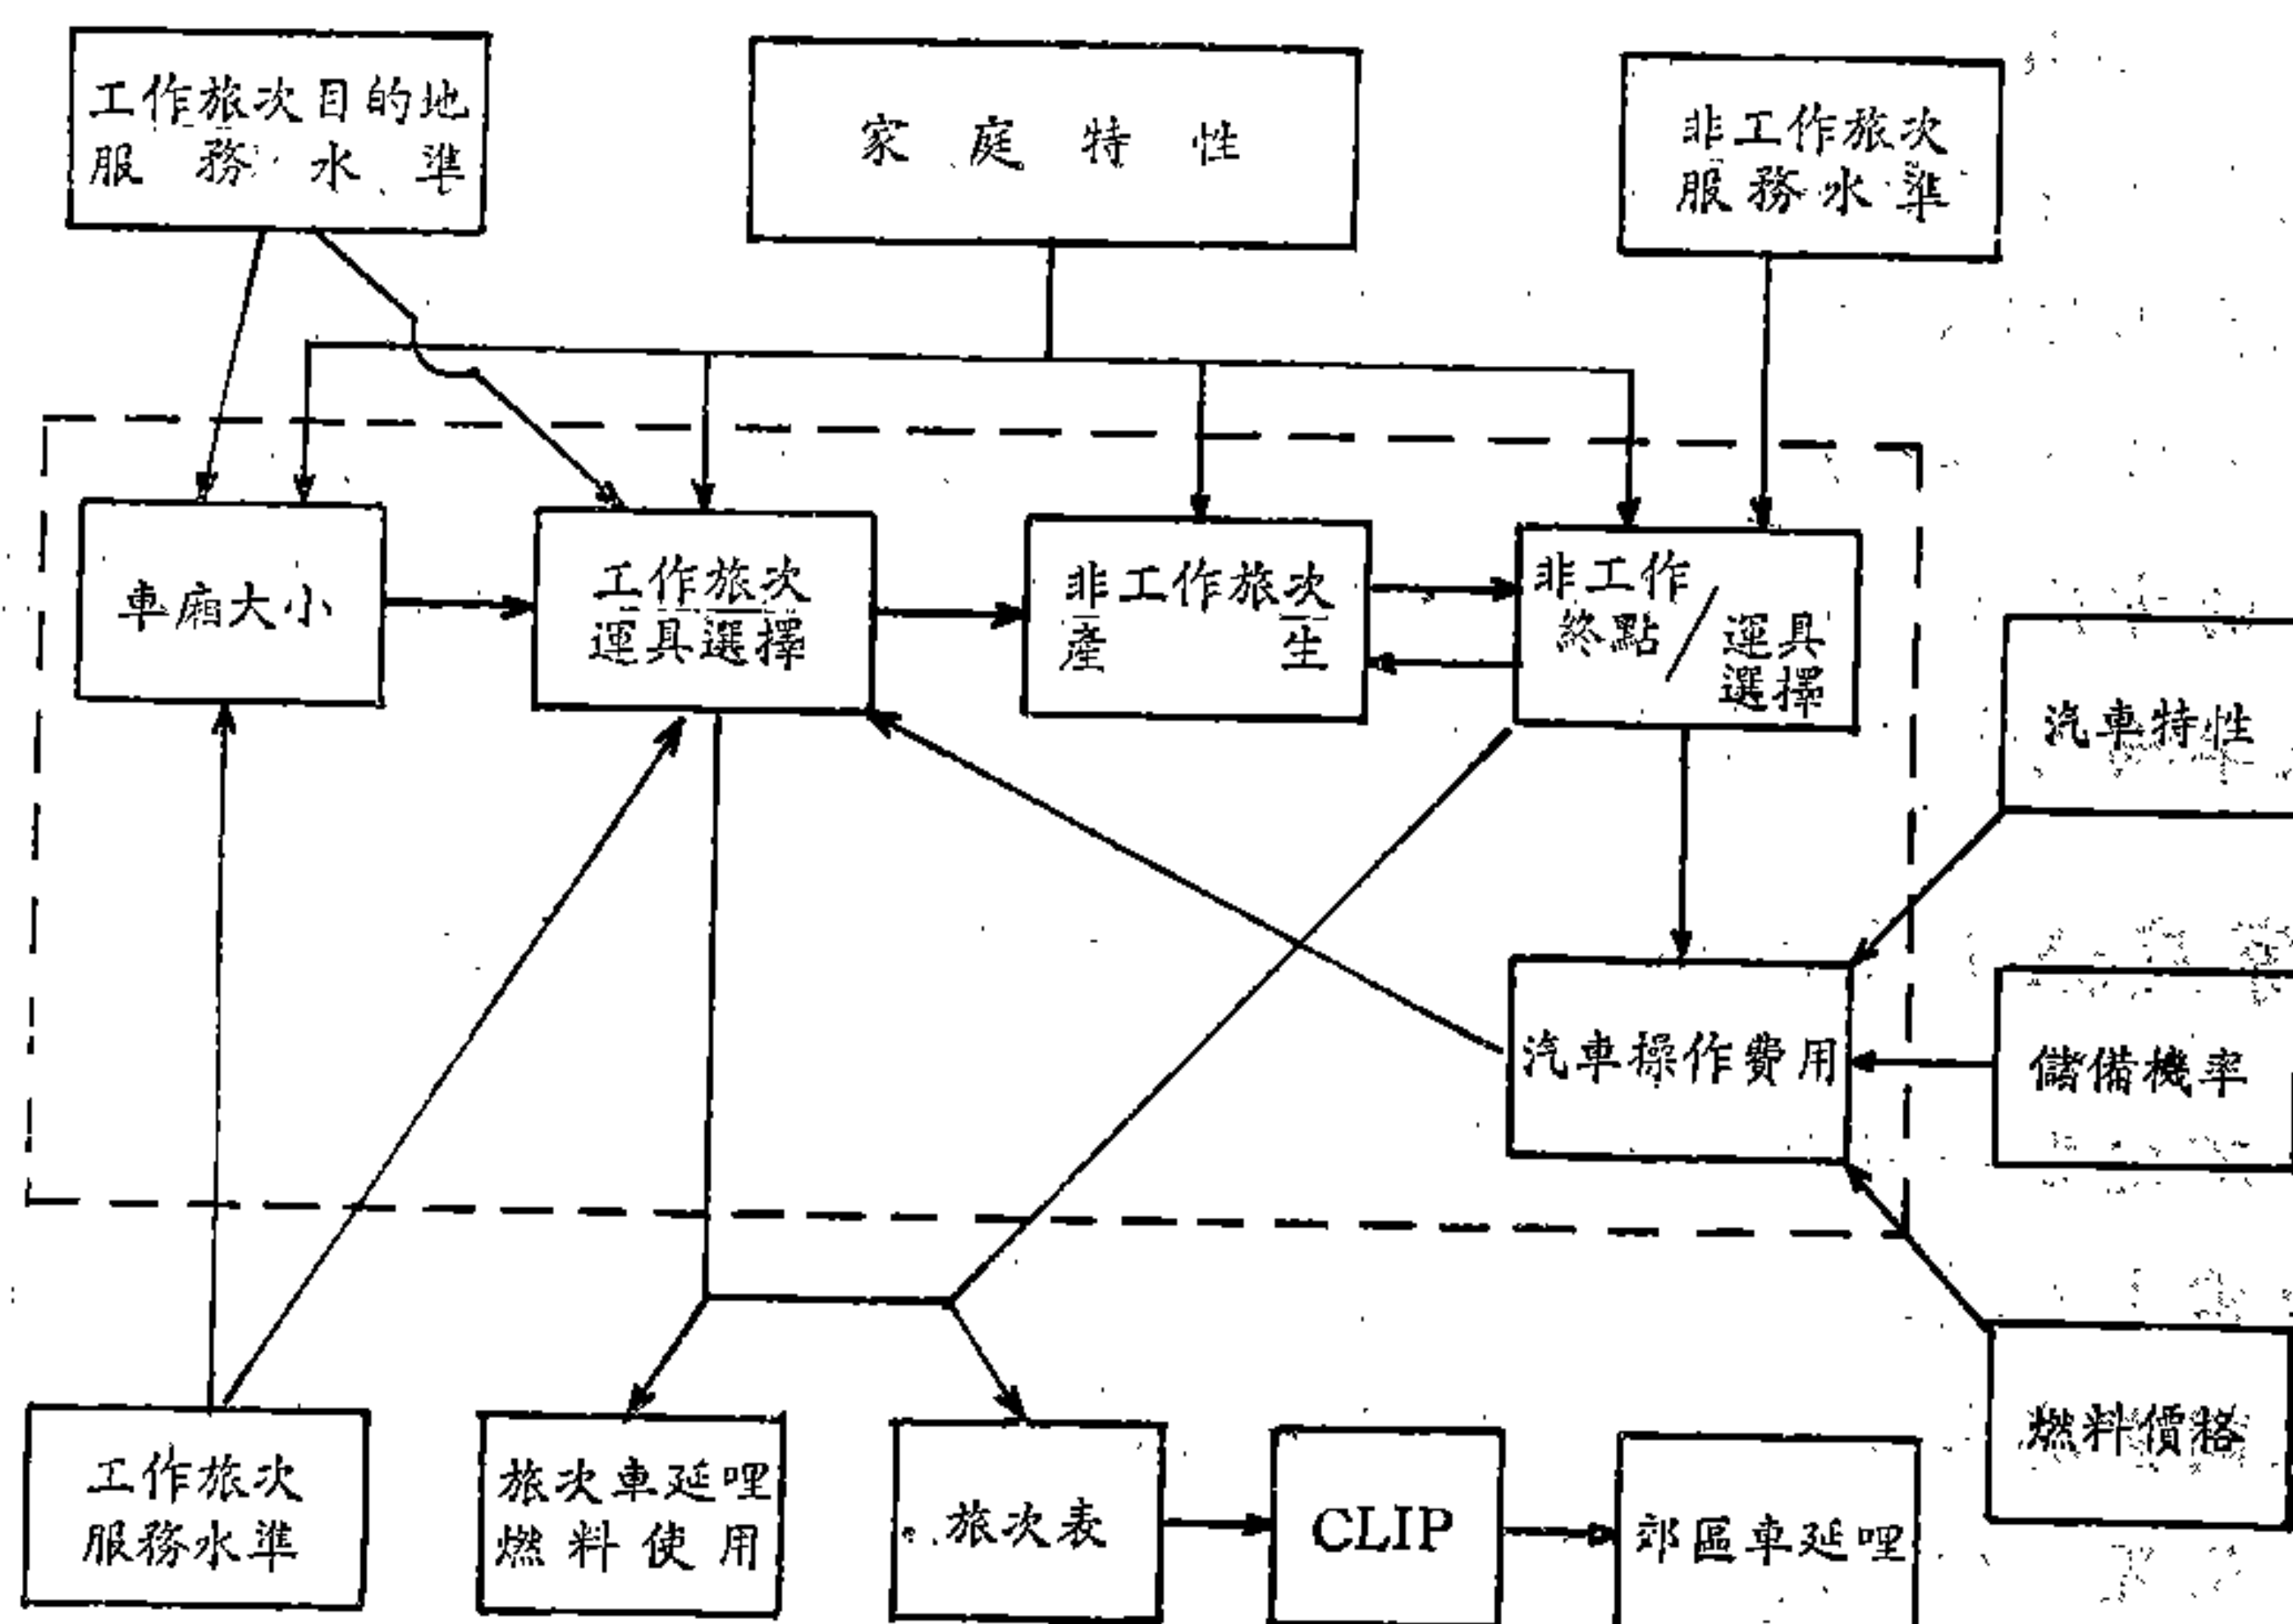 工作旅次目的地
服務水準
家庭特性
非工作旅次
服務水準
車廂大小
工作旅次
運具選擇
非工作旅次
產生
非工作
終點/運具
選擇
汽車特性
汽車操作費用
儲備機率
燃料價格
工作旅次
服務水準
旅次車延哩
燃料使用
旅次表
CLIP
郊區車延哩